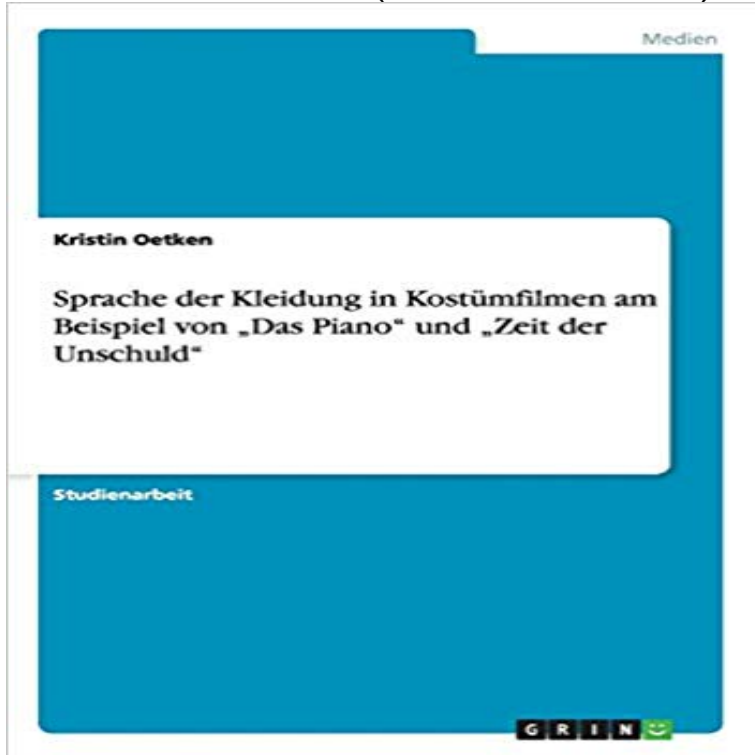 Medien
Kristin Oetken
Sprache der Kleidung in Kostümfilmen am
Beispiel von „Das Piano“ und „Zeit der
Unschuld“
Studienarbeit
GRIN